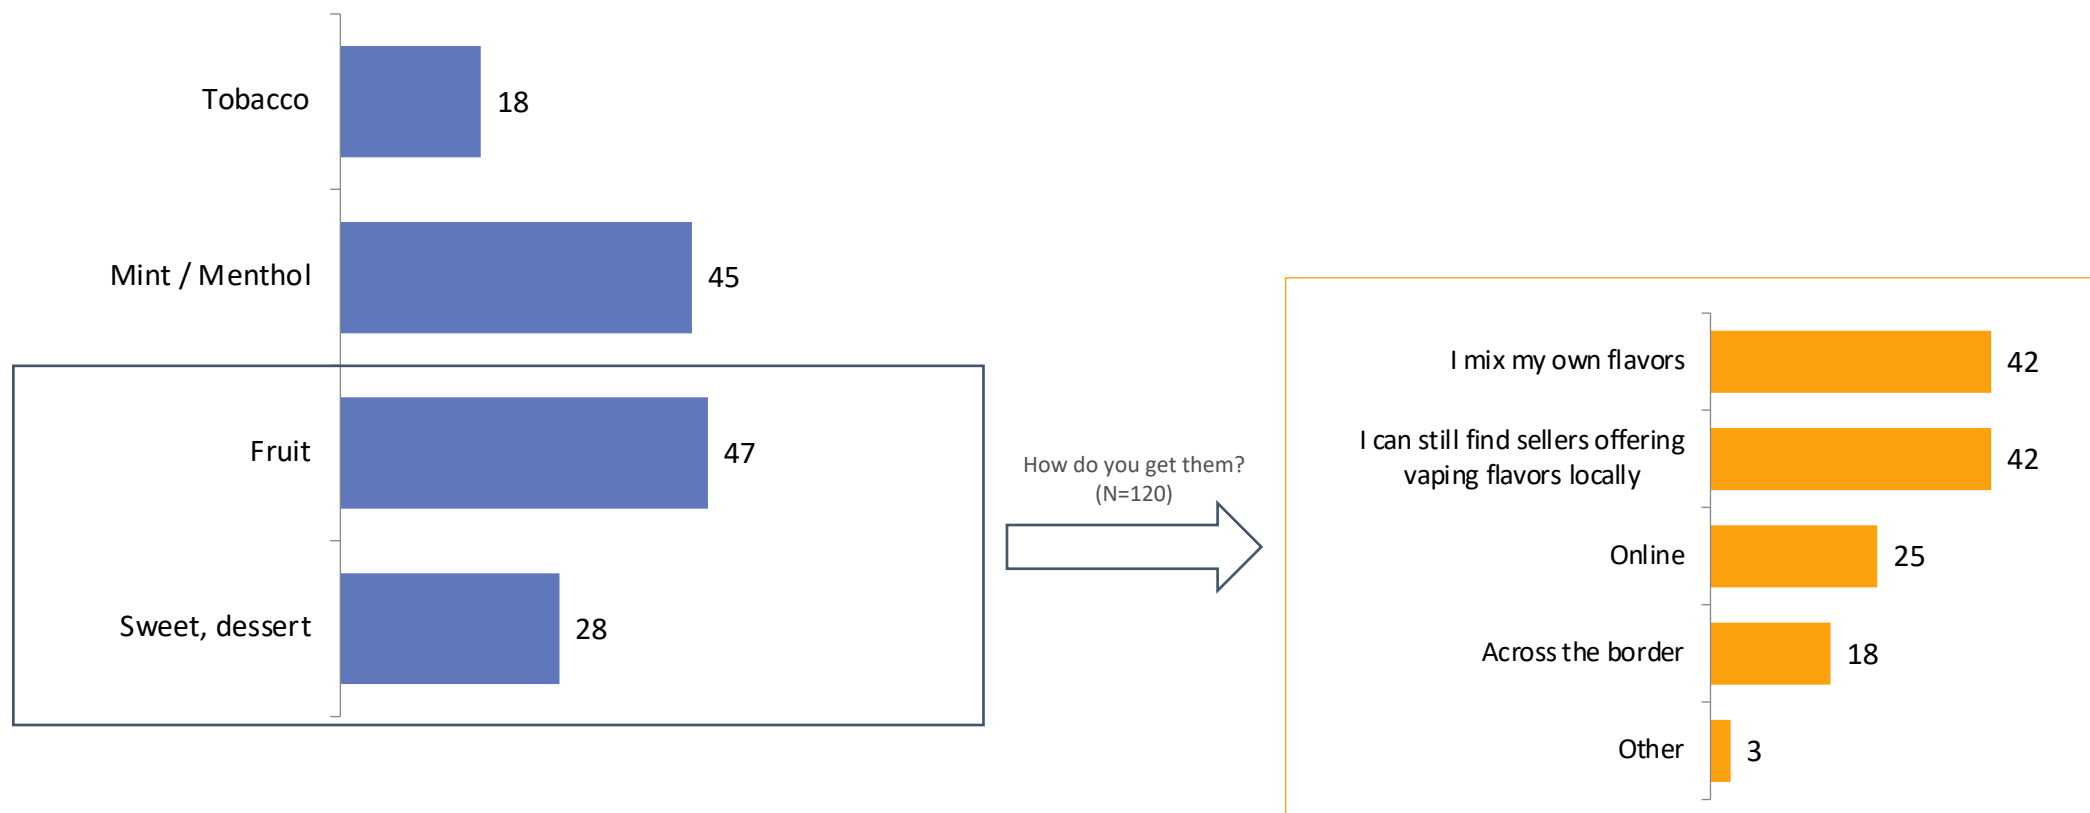 Tobacco
18
Mint / Menthol
45
Fruit
47
Sweet, dessert
28
How do you get them?
(N=120)
I mix my own flavors
42
I can still find sellers offering
vaping flavors locally
42
Online
25
Across the border
18
Other
3